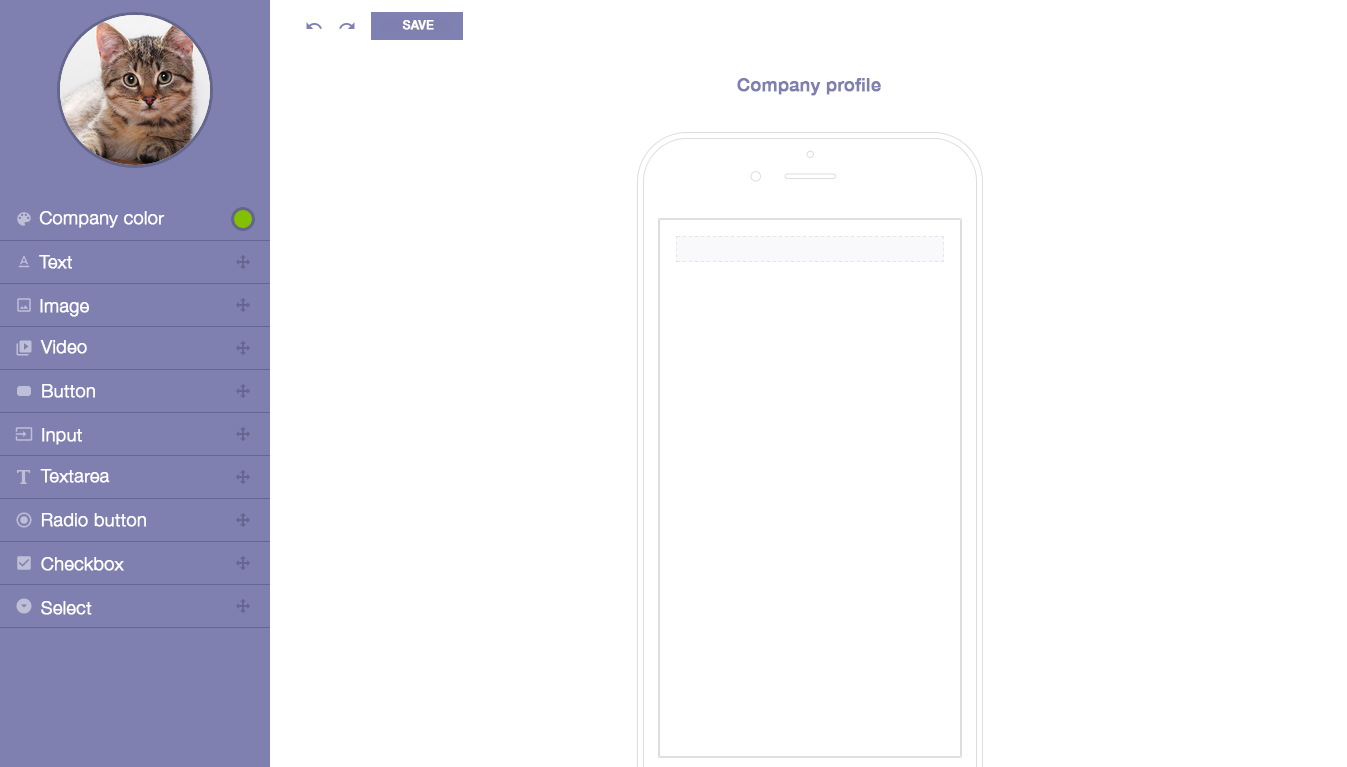 SAVE
Company profile
Company color
Text
Image
Video
Button
Input
Textarea
Radio button
Checkbox
Select